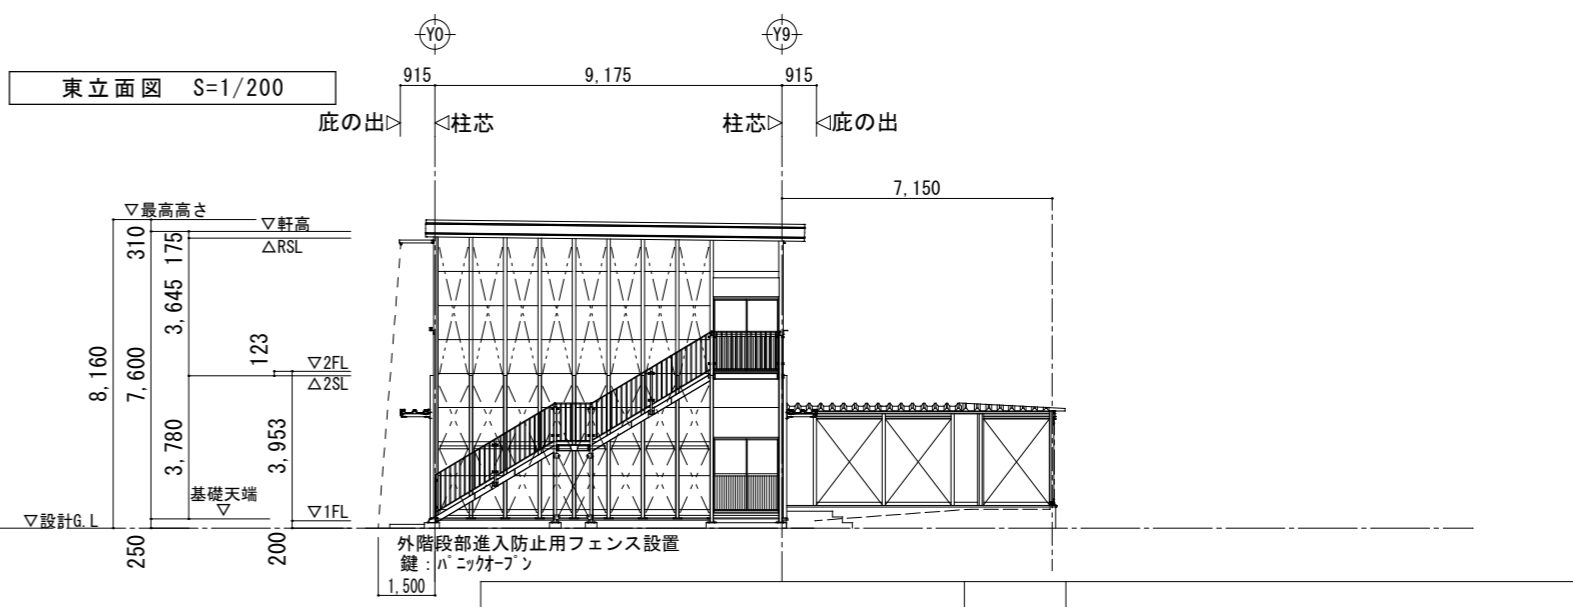 Y0
Y9
東立面図 S=1/200
915
9,175
915
庇の出▷
◁柱芯
柱芯▷
◁庇の出
7,150
▽最高高さ
▽軒高
△RSL
310
175
3,645
123
▽2FL
△2SL
8,160
7,600
3,780
3,953
基礎天端
▽
▽1FL
▽設計G.L
250
200
外階段部進入防止用フェンス設置
鍵：パニックオープン
1,500